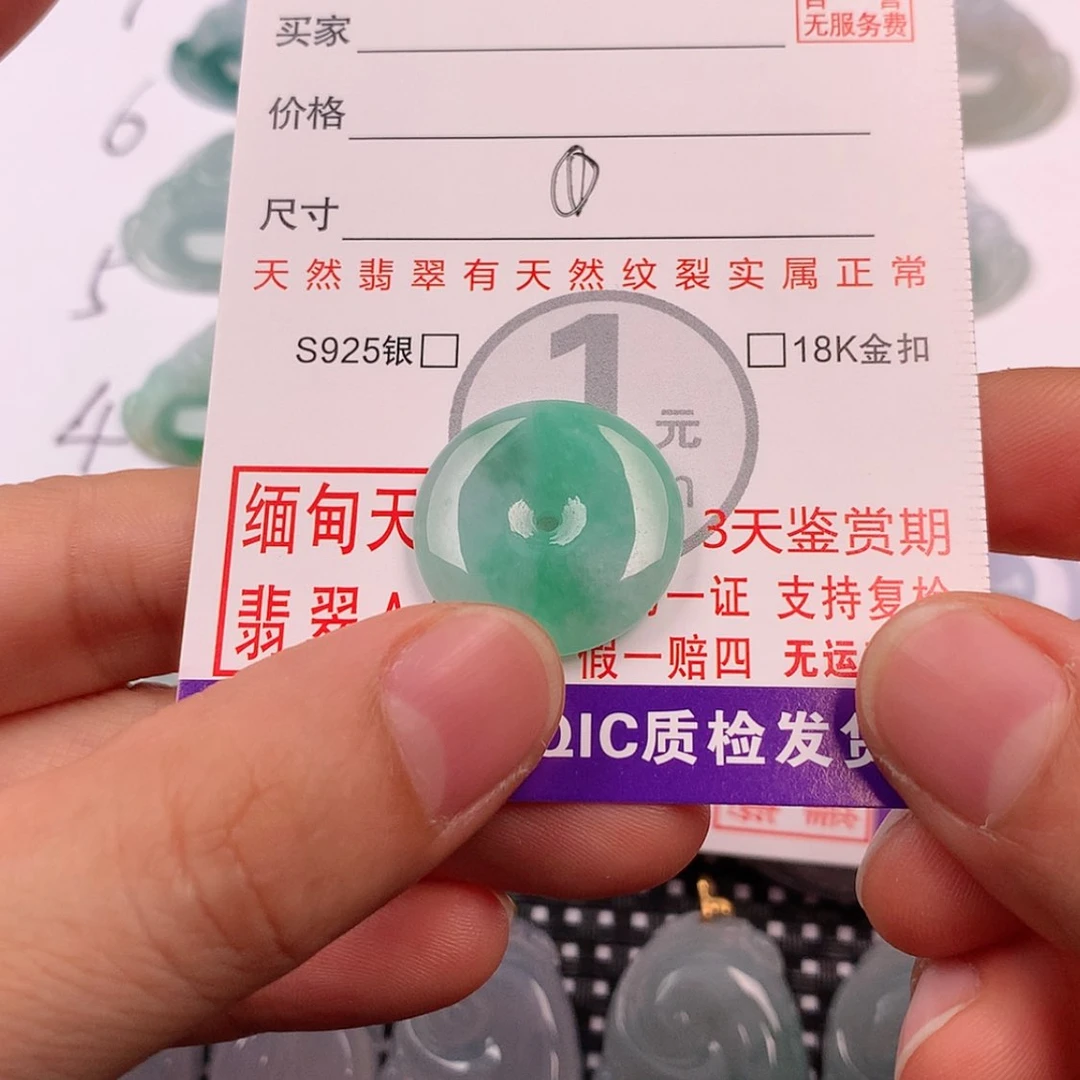 买家
无服务费
价格
尺寸
天然翡翠有天然纹裂实属正常
S925银□
□18K金扣
1
元
缅甸天
3天鉴赏期
翡翠A
一证 支持复检
假一赔四 无运
QIC质检发货
6
5
4